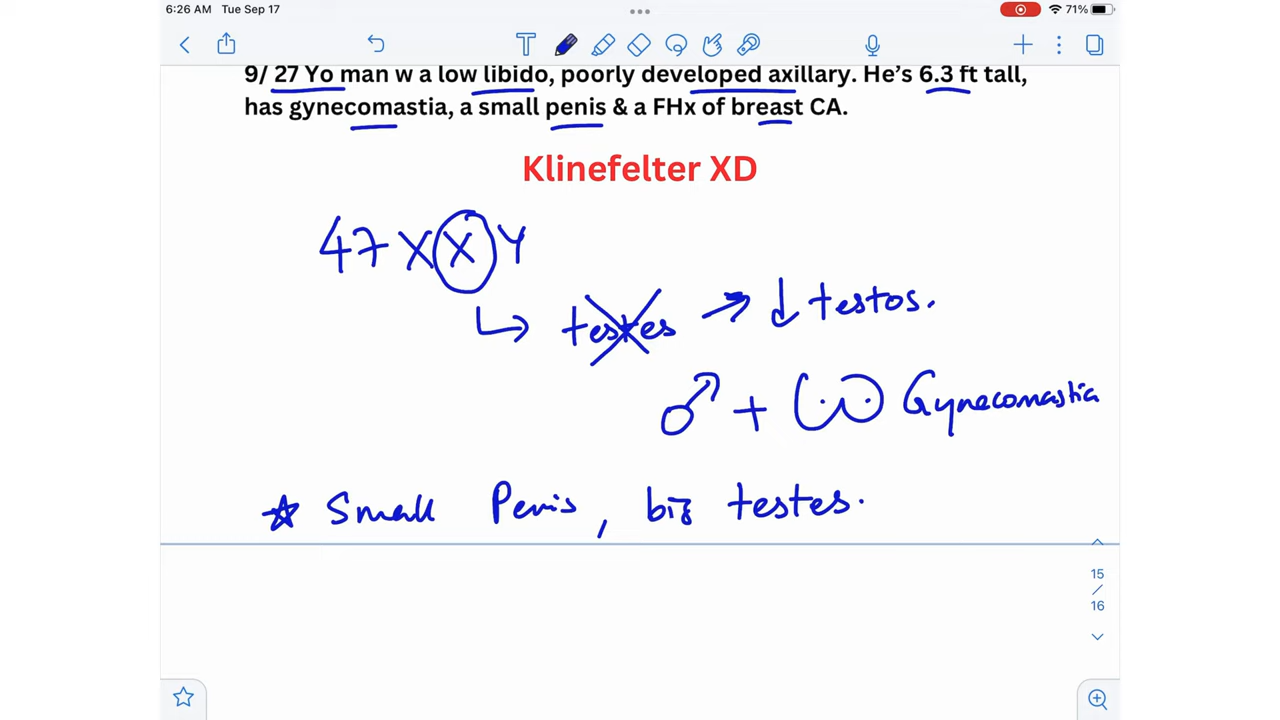 6:26 AM Tue Sep 17
71%
9/ 27 Yo man w a low libido, poorly developed axillary. He's 6.3 ft tall,
has gynecomastia, a small penis & a FHx of breast CA.
Klinefelter XD
47 XXY
testes → ↓ testos.
♂ + Gynecomastia
☆ Small Penis, big testes.
15
/
16